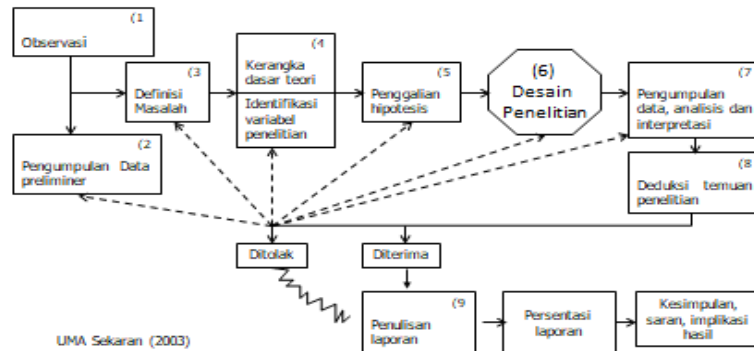 (1
Observasi
(2
Pengumpulan Data
preliminer
(3
Definisi
Masalah
(4
Kerangka
dasar teori
Identifikasi
variabel
penelitian
(5
Penggalian
hipotesis
(6)
Desain
Penelitian
(7
Pengumpulan
data, analisis dan
interpretasi
(8
Deduksi temuan
penelitian
Ditolak
Diterima
(9
Penulisan
laporan
Persentasi
laporan
Kesimpulan,
saran, implikasi
hasil
UMA Sekaran (2003)